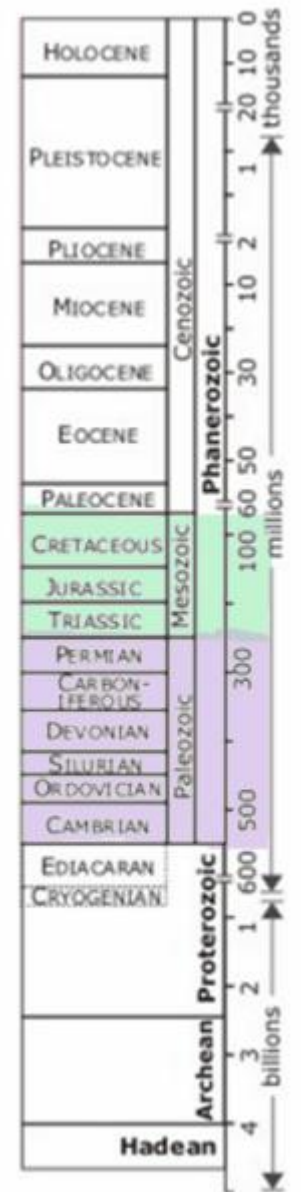 HOLOCENE
PLEISTOCENE
PLIOCENE
MIOCENE
OLIGOCENE
EOCENE
PALEOCENE
CRETACEOUS
JURASSIC
TRIASSIC
PERMIAN
CARBON-
IFEROUS
DEVONIAN
SILURIAN
ORDOVICIAN
CAMBRIAN
EDIACARAN
CRYOGENIAN
Cenozoic
Mesozoic
Paleozoic
Phanerozoic
Proterozoic
Archean
Hadean
0
10
20
1
2
10
30
50
60
100
300
500
600
1
2
3
4
thousands
millions
billions